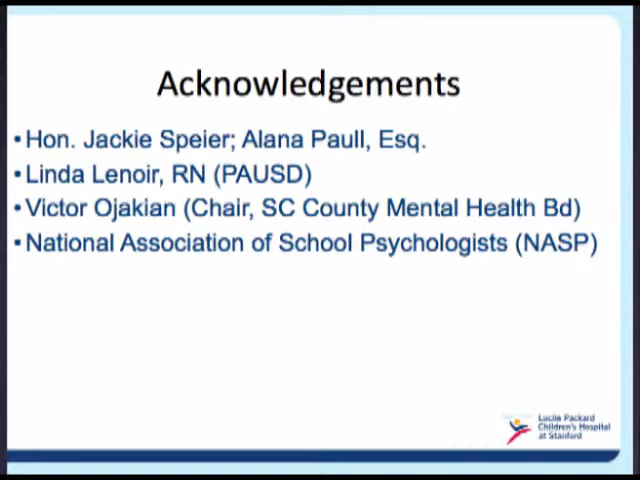 Acknowledgements
•Hon. Jackie Speier; Alana Paull, Esq.
•Linda Lenoir, RN (PAUSD)
•Victor Ojakian (Chair, SC County Mental Health Bd)
•National Association of School Psychologists (NASP)
Lucile Packard
Children's Hospital
at Stanford